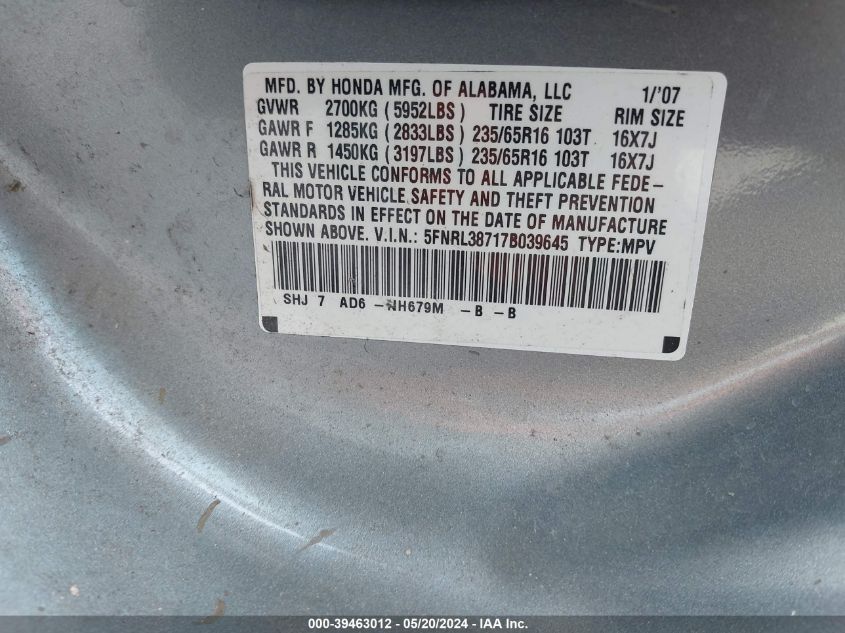 MFD. BY HONDA MFG. OF ALABAMA, LLC 1/'07
GVWR 2700KG (5952LBS) TIRE SIZE RIM SIZE
GAWR F 1285KG (2833LBS) 235/65R16 103T 16X7J
GAWR R 1450KG (3197LBS) 235/65R16 103T 16X7J
THIS VEHICLE CONFORMS TO ALL APPLICABLE FEDE-
RAL MOTOR VEHICLE SAFETY AND THEFT PREVENTION
STANDARDS IN EFFECT ON THE DATE OF MANUFACTURE
SHOWN ABOVE. V.I.N.: 5FNRL38717B039645 TYPE:MPV
SHJ 7 AD6 -NH679M -B -B
000-39463012 - 05/20/2024 - IAA Inc.